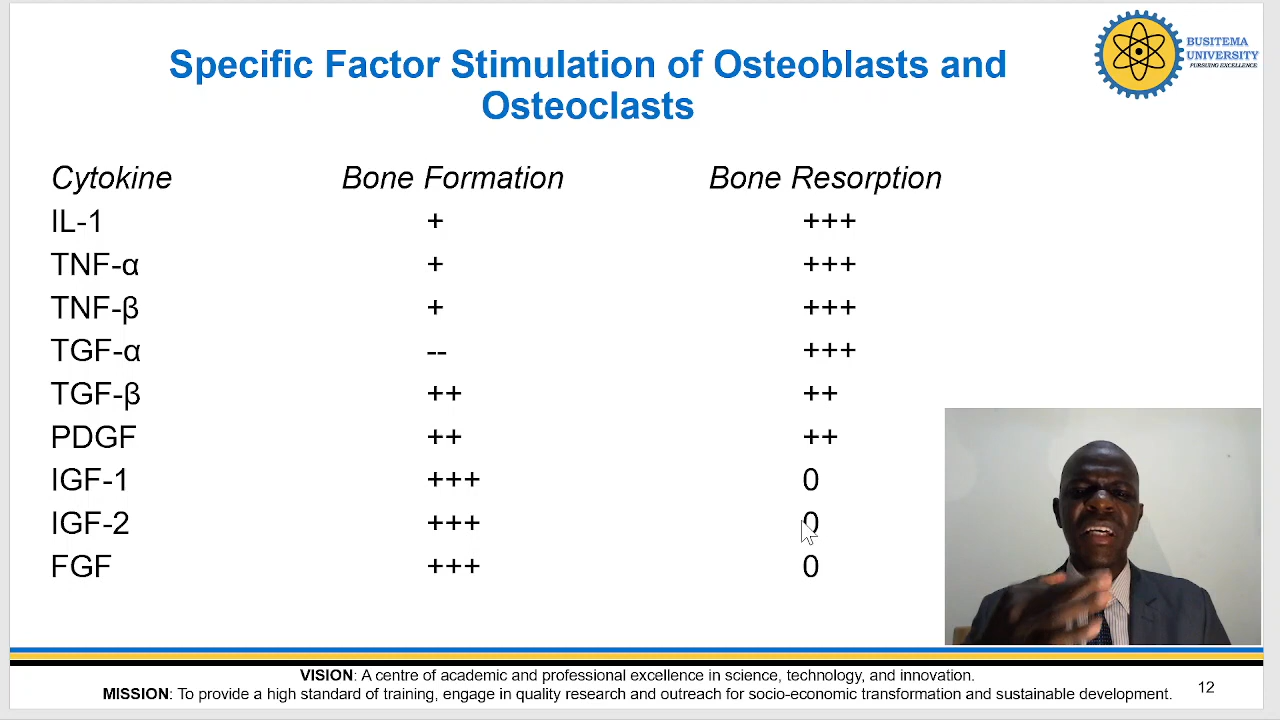 Specific Factor Stimulation of Osteoblasts and
Osteoclasts
BUSITEMA
UNIVERSITY
PURSUING EXCELLENCE
Cytokine Bone Formation Bone Resorption
IL-1 + +++
TNF-α + +++
TNF-β + +++
TGF-α -- +++
TGF-β ++ ++
PDGF ++ ++
IGF-1 +++ 0
IGF-2 +++ 0
FGF +++ 0
VISION: A centre of academic and professional excellence in science, technology, and innovation.
MISSION: To provide a high standard of training, engage in quality research and outreach for socio-economic transformation and sustainable development.
12